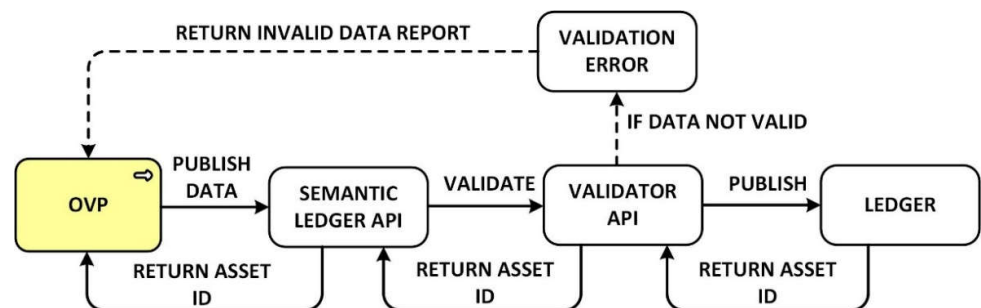 RETURN INVALID DATA REPORT
VALIDATION
ERROR
IF DATA NOT VALID
OVP
PUBLISH
DATA
SEMANTIC
LEDGER API
VALIDATE
VALIDATOR
API
PUBLISH
LEDGER
RETURN ASSET
ID
RETURN ASSET
ID
RETURN ASSET
ID